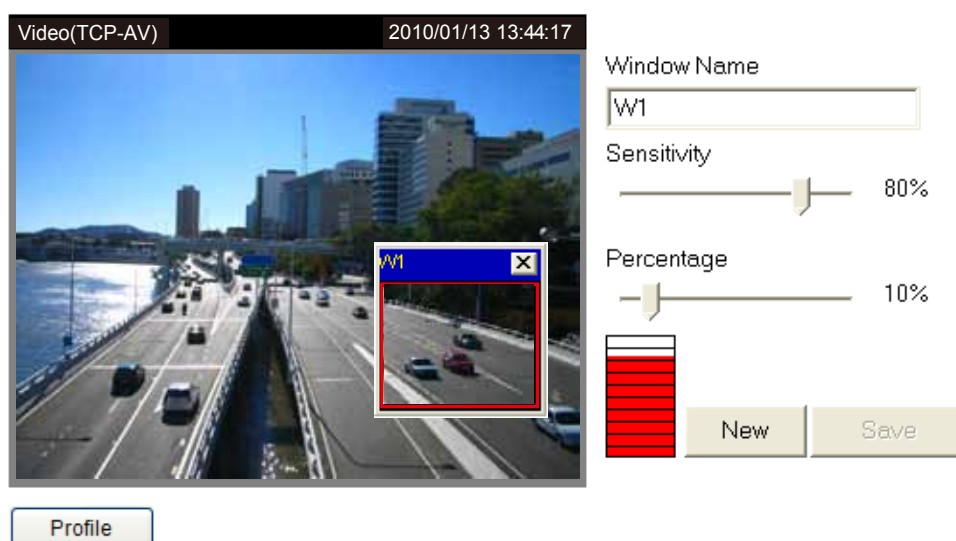 Video(TCP-AV) 2010/01/13 13:44:17
Window Name
W1
Sensitivity
80%
W1
Percentage
10%
New Save
Profile